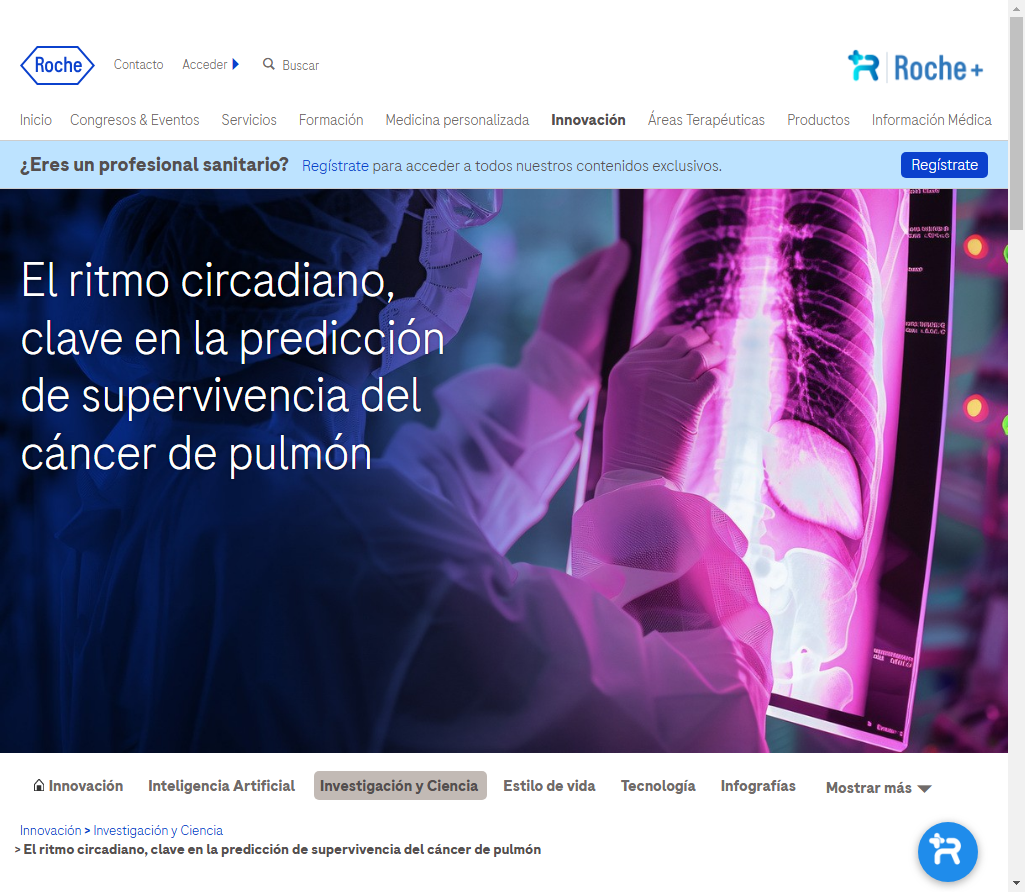 Roche
Contacto
Acceder
Buscar
Roche+
Inicio
Congresos & Eventos
Servicios
Formación
Medicina personalizada
Innovación
Áreas Terapéuticas
Productos
Información Médica
¿Eres un profesional sanitario? Regístrate para acceder a todos nuestros contenidos exclusivos.
Regístrate
El ritmo circadiano,
clave en la predicción
de supervivencia del
cáncer de pulmón
Innovación
Inteligencia Artificial
Investigación y Ciencia
Estilo de vida
Tecnología
Infografías
Mostrar más
Innovación > Investigación y Ciencia
> El ritmo circadiano, clave en la predicción de supervivencia del cáncer de pulmón